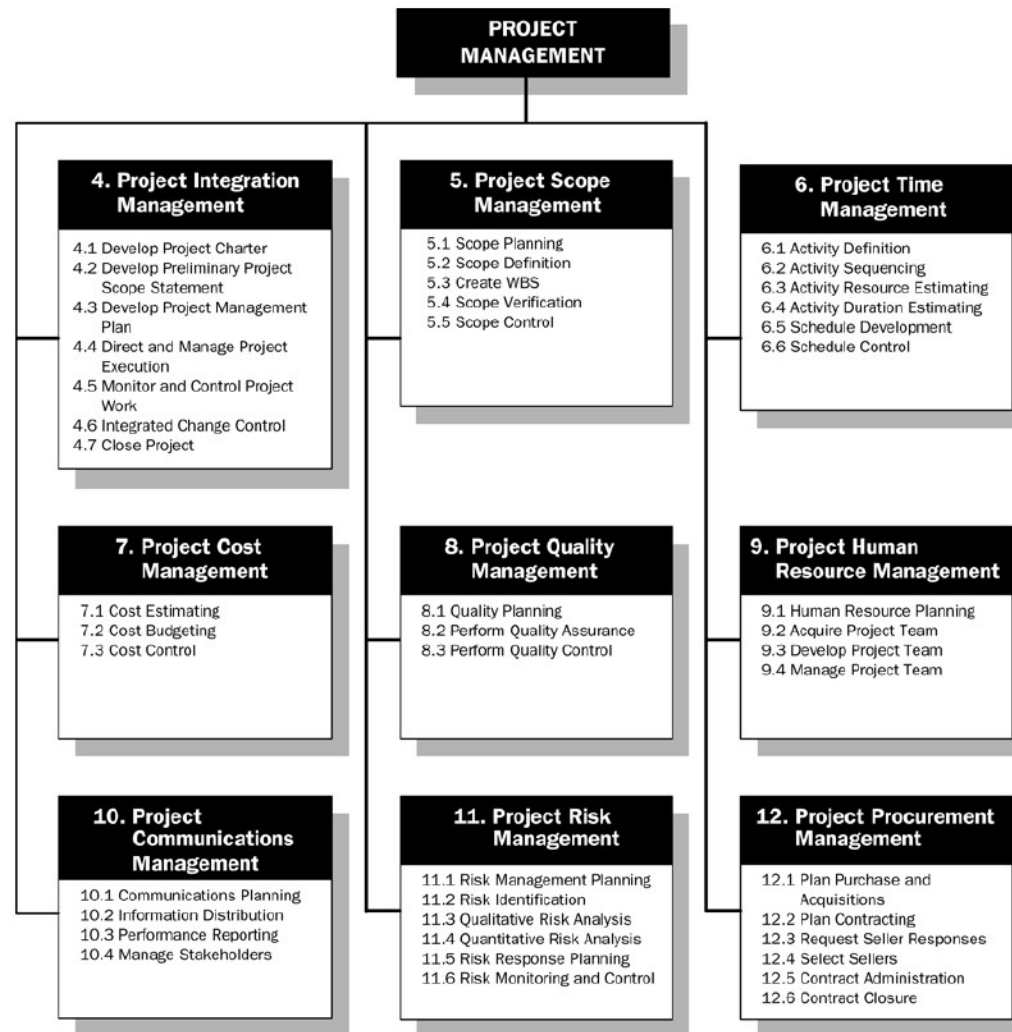 PROJECT
MANAGEMENT
4. Project Integration
Management
4.1 Develop Project Charter
4.2 Develop Preliminary Project
Scope Statement
4.3 Develop Project Management
Plan
4.4 Direct and Manage Project
Execution
4.5 Monitor and Control Project
Work
4.6 Integrated Change Control
4.7 Close Project
5. Project Scope
Management
5.1 Scope Planning
5.2 Scope Definition
5.3 Create WBS
5.4 Scope Verification
5.5 Scope Control
6. Project Time
Management
6.1 Activity Definition
6.2 Activity Sequencing
6.3 Activity Resource Estimating
6.4 Activity Duration Estimating
6.5 Schedule Development
6.6 Schedule Control
7. Project Cost
Management
7.1 Cost Estimating
7.2 Cost Budgeting
7.3 Cost Control
8. Project Quality
Management
8.1 Quality Planning
8.2 Perform Quality Assurance
8.3 Perform Quality Control
9. Project Human
Resource Management
9.1 Human Resource Planning
9.2 Acquire Project Team
9.3 Develop Project Team
9.4 Manage Project Team
10. Project
Communications
Management
10.1 Communications Planning
10.2 Information Distribution
10.3 Performance Reporting
10.4 Manage Stakeholders
11. Project Risk
Management
11.1 Risk Management Planning
11.2 Risk Identification
11.3 Qualitative Risk Analysis
11.4 Quantitative Risk Analysis
11.5 Risk Response Planning
11.6 Risk Monitoring and Control
12. Project Procurement
Management
12.1 Plan Purchase and
Acquisitions
12.2 Plan Contracting
12.3 Request Seller Responses
12.4 Select Sellers
12.5 Contract Administration
12.6 Contract Closure